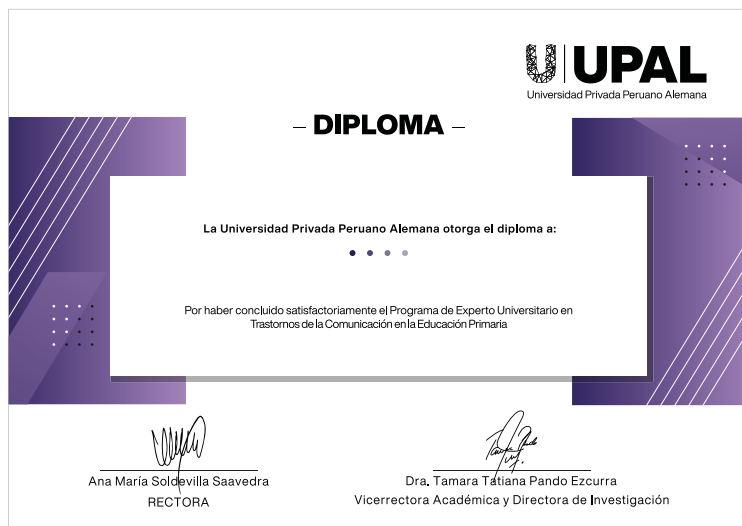 UPAL
Universidad Privada Peruano Alemana
DIPLOMA
La Universidad Privada Peruano Alemana otorga el diploma a:
Por haber concluido satisfactoriamente el Programa de Experto Universitario en
Trastornos de la Comunicación en la Educación Primaria
Ana María Soldevilla Saavedra
RECTORA
Dra. Tamara Tatiana Pando Ezcurra
Vicerrectora Académica y Directora de Investigación